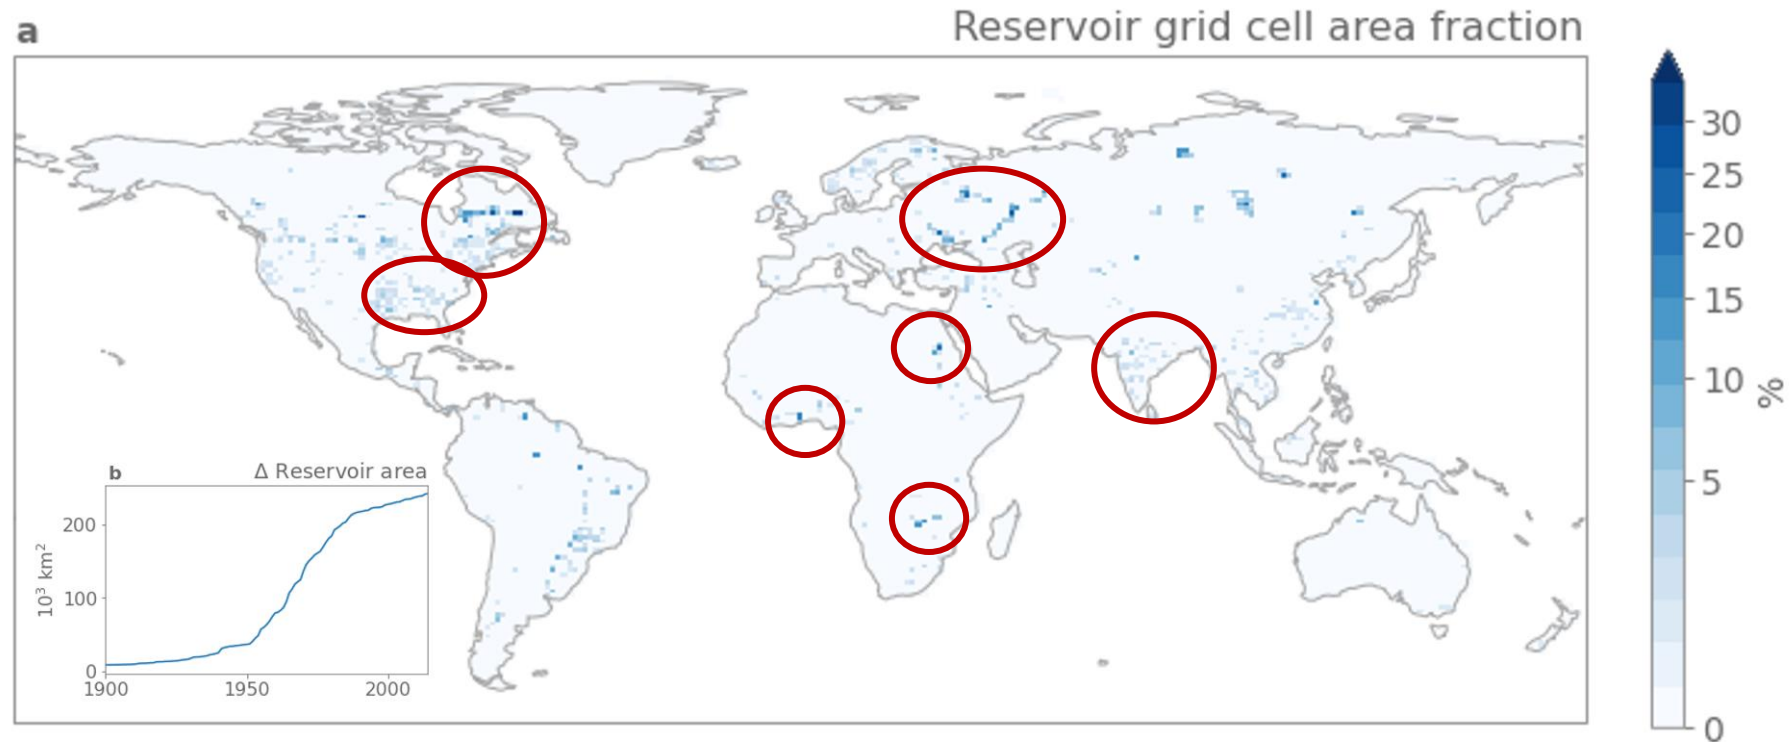 a
Reservoir grid cell area fraction
30
25
20
15
10
5
0
%
b
Δ Reservoir area
200
100
0
10³ km²
1900
1950
2000